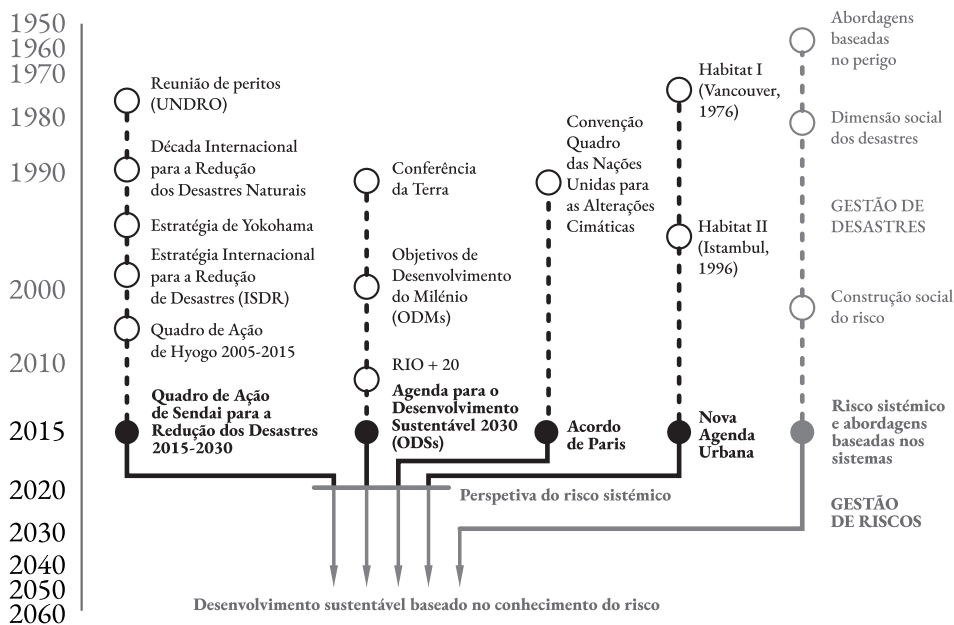 1950
1960
1970
1980
1990
2000
2010
2015
2020
2030
2040
2050
2060
Reunião de peritos
(UNDRO)
Década Internacional
para a Redução
dos Desastres Naturais
Estratégia de Yokohama
Estratégia Internacional
para a Redução
de Desastres (ISDR)
Quadro de Ação
de Hyogo 2005-2015
Quadro de Ação
de Sendai para a
Redução dos Desastres
2015-2030
Conferência
da Terra
Objetivos de
Desenvolvimento
do Milénio
(ODMs)
RIO + 20
Agenda para o
Desenvolvimento
Sustentável 2030
(ODSs)
Convenção
Quadro
das Nações
Unidas para
as Alterações
Cimáticas
Acordo
de Paris
Habitat I
(Vancouver,
1976)
Habitat II
(Istambul,
1996)
Nova
Agenda
Urbana
Abordagens
baseadas
no perigo
Dimensão social
dos desastres
GESTÃO DE
DESASTRES
Construção social
do risco
Risco sistémico
e abordagens
baseadas nos
sistemas
GESTÃO
DE RISCOS
Perspetiva do risco sistémico
Desenvolvimento sustentável baseado no conhecimento do risco